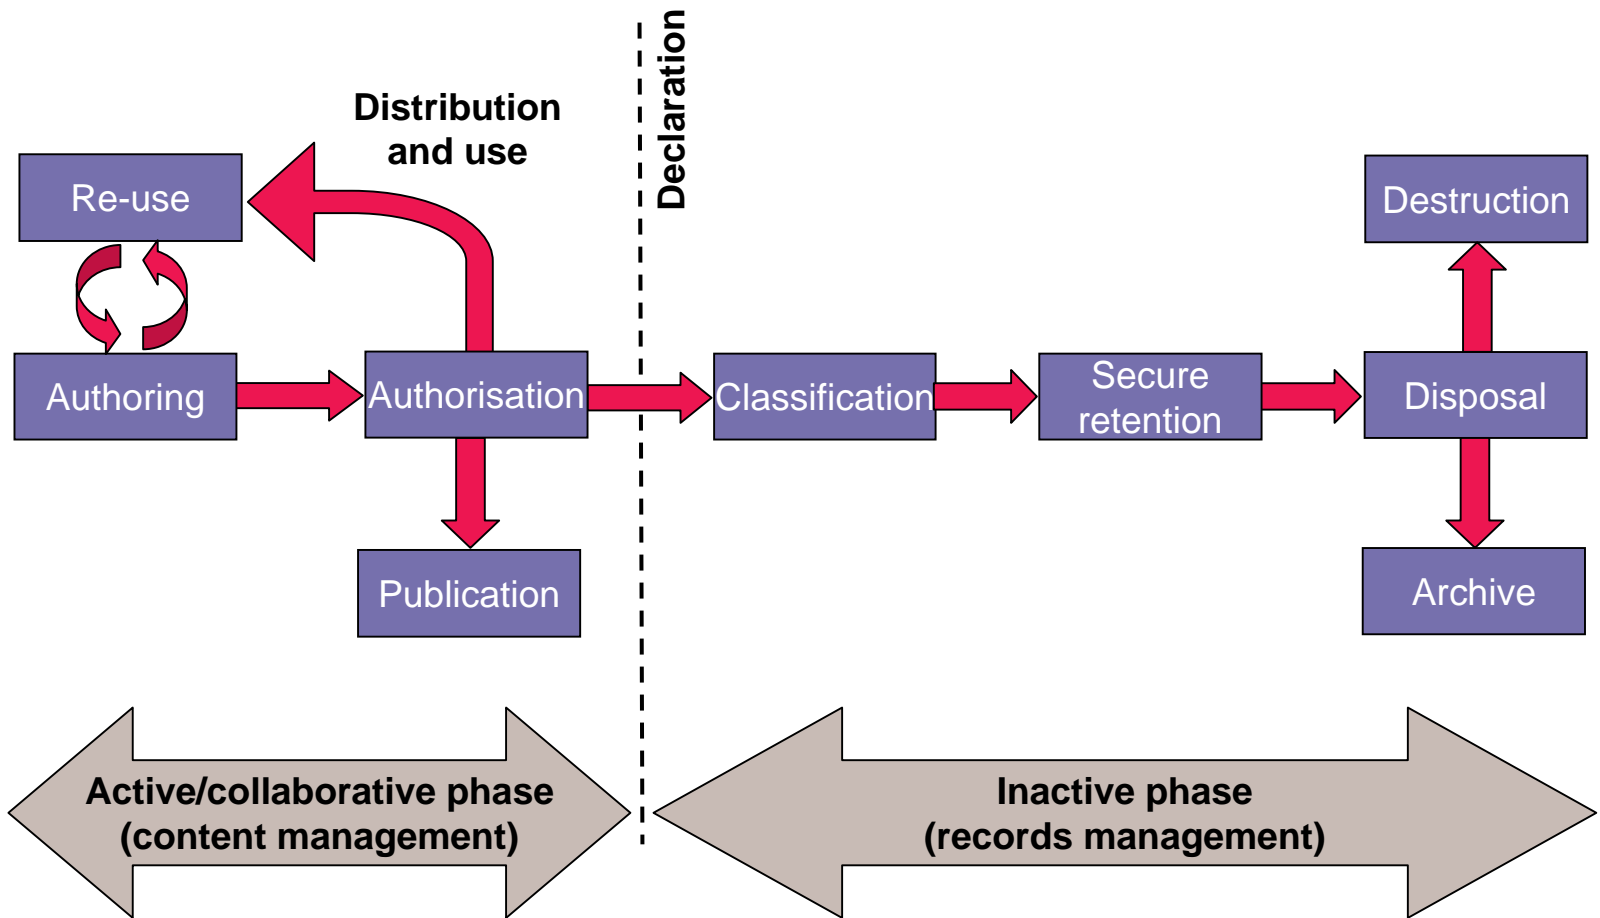 Declaration
Distribution
and use
Re-use
Destruction
Authoring
Authorisation
Classification
Secure
retention
Disposal
Publication
Archive
Active/collaborative phase
(content management)
Inactive phase
(records management)